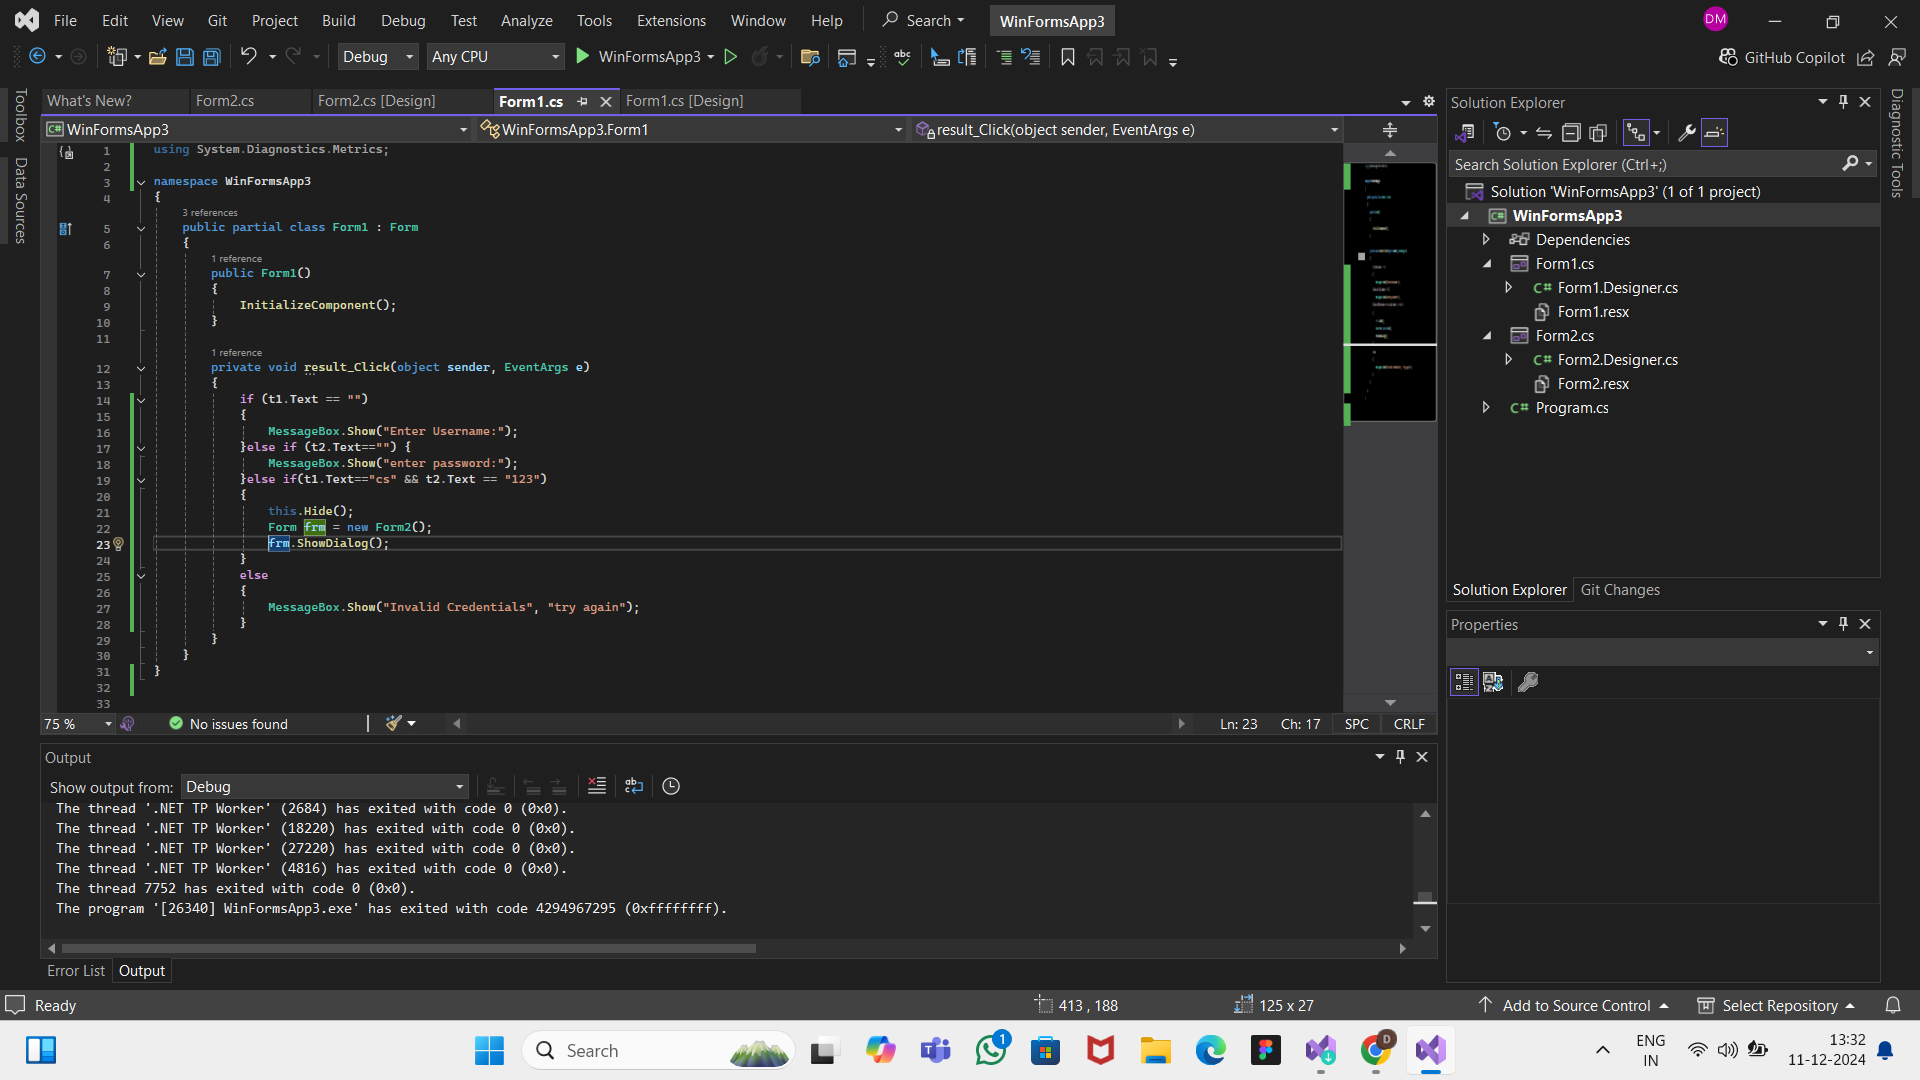 File Edit View Git Project Build Debug Test Analyze Tools Extensions Window Help Search WinFormsApp3 DM
Debug Any CPU WinFormsApp3 GitHub Copilot
What's New? Form2.cs Form2.cs [Design] Form1.cs Form1.cs [Design]
WinFormsApp3 WinFormsApp3.Form1 result_Click(object sender, EventArgs e)
Toolbox
Data Sources
1 using System.Diagnostics.Metrics;
2
3 namespace WinFormsApp3
4 {
3 references
5 public partial class Form1 : Form
6 {
1 reference
7 public Form1()
8 {
9 InitializeComponent();
10 }
11
1 reference
12 private void result_Click(object sender, EventArgs e)
13 {
14 if (t1.Text == "")
15 {
16 MessageBox.Show("Enter Username:");
17 }else if (t2.Text=="") {
18 MessageBox.Show("enter password:");
19 }else if(t1.Text=="cs" && t2.Text == "123")
20 {
21 this.Hide();
22 Form frm = new Form2();
23 frm.ShowDialog();
24 }
25 else
26 {
27 MessageBox.Show("Invalid Credentials", "try again");
28 }
29 }
30 }
31 }
32
33
75 % No issues found Ln: 23 Ch: 17 SPC CRLF
Output
Show output from: Debug
The thread '.NET TP Worker' (2684) has exited with code 0 (0x0).
The thread '.NET TP Worker' (18220) has exited with code 0 (0x0).
The thread '.NET TP Worker' (27220) has exited with code 0 (0x0).
The thread '.NET TP Worker' (4816) has exited with code 0 (0x0).
The thread 7752 has exited with code 0 (0x0).
The program '[26340] WinFormsApp3.exe' has exited with code 4294967295 (0xffffffff).
Error List Output
Solution Explorer
Search Solution Explorer (Ctrl+;)
Solution 'WinFormsApp3' (1 of 1 project)
WinFormsApp3
Dependencies
Form1.cs
Form1.Designer.cs
Form1.resx
Form2.cs
Form2.Designer.cs
Form2.resx
Program.cs
Solution Explorer Git Changes
Properties
Diagnostic Tools
Ready 413 , 188 125 x 27 Add to Source Control Select Repository
Search 1 D ENG
IN 13:32
11-12-2024